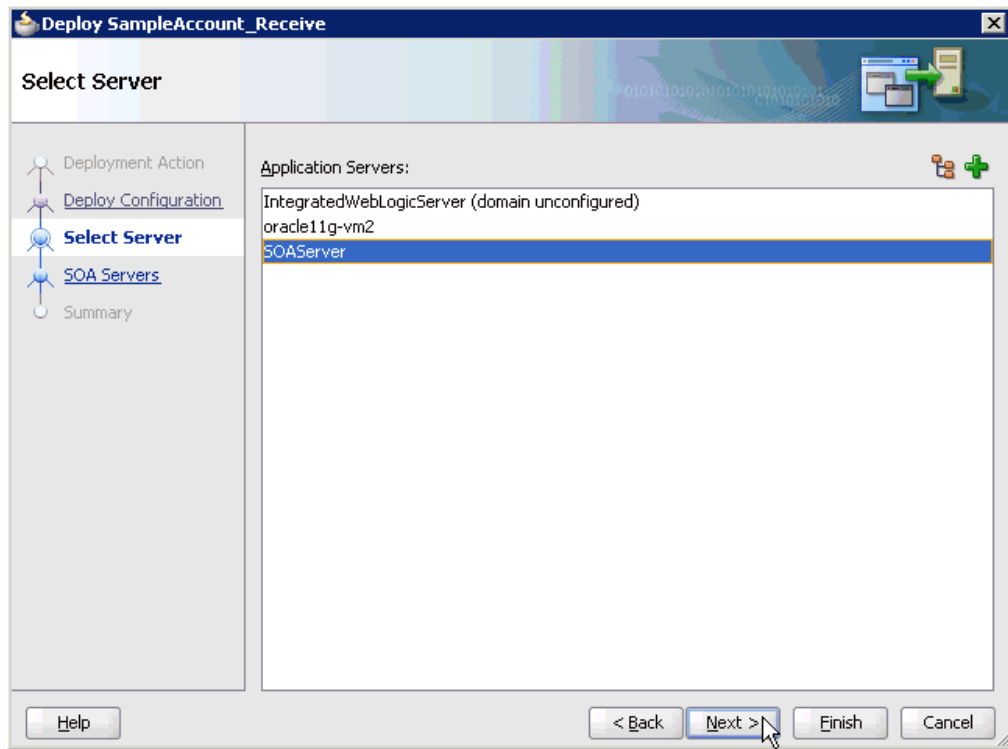 Deploy SampleAccount_Receive
Select Server
Deployment Action
Deploy Configuration
Select Server
SOA Servers
Summary
Application Servers:
IntegratedWebLogicServer (domain unconfigured)
oracle11g-vm2
SOAServer
Help
< Back
Next >
Finish
Cancel